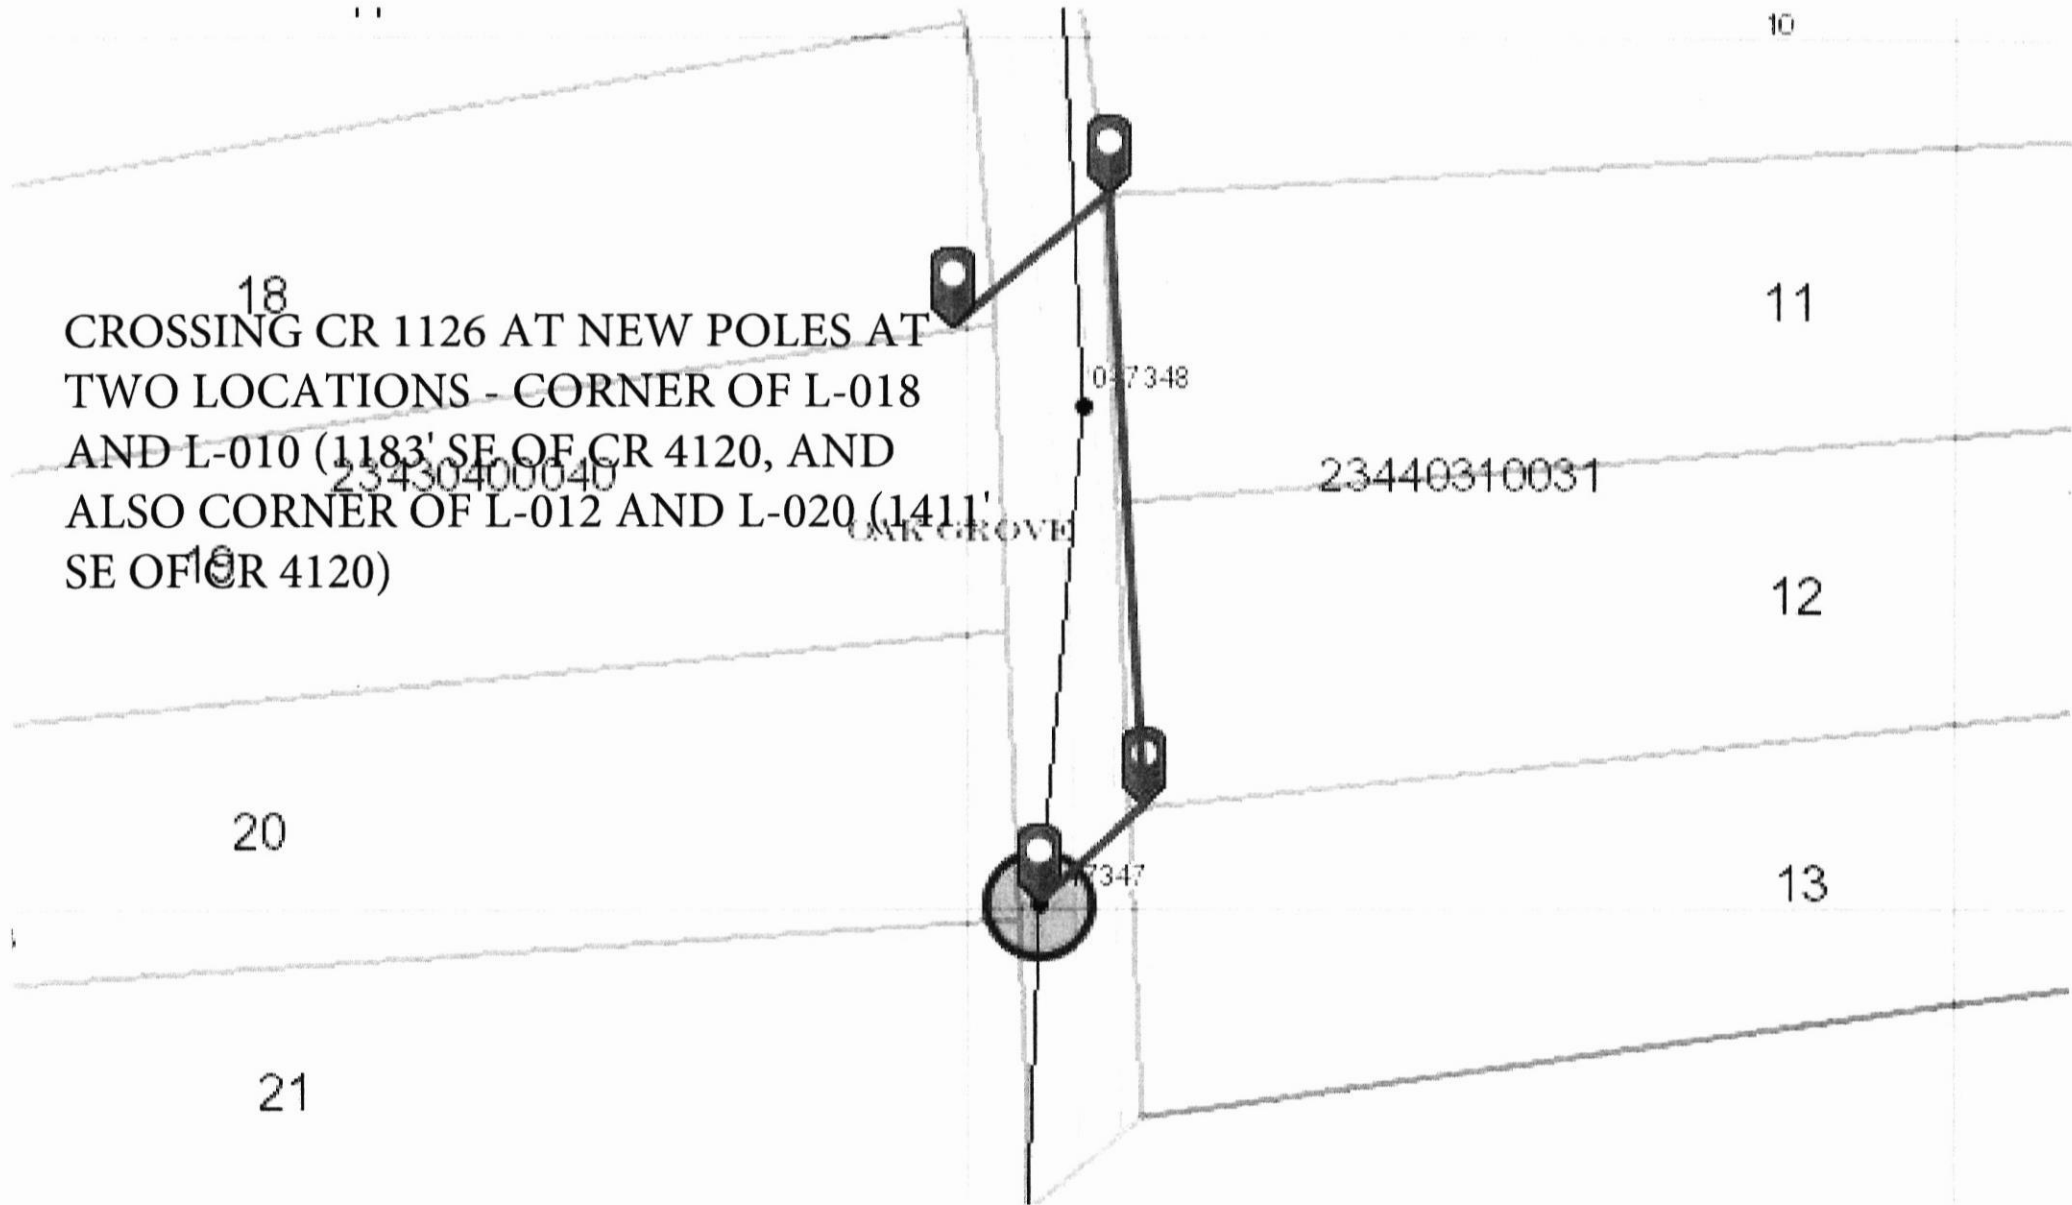 10
18
CROSSING CR 1126 AT NEW POLES AT
TWO LOCATIONS - CORNER OF L-018
AND L-010 (1183' SE OF CR 4120, AND
ALSO CORNER OF L-012 AND L-020 (1411'
SE OF CR 4120)
11
047348
23430400040
23440310031
OAK GROVE
19
12
20
7347
13
21